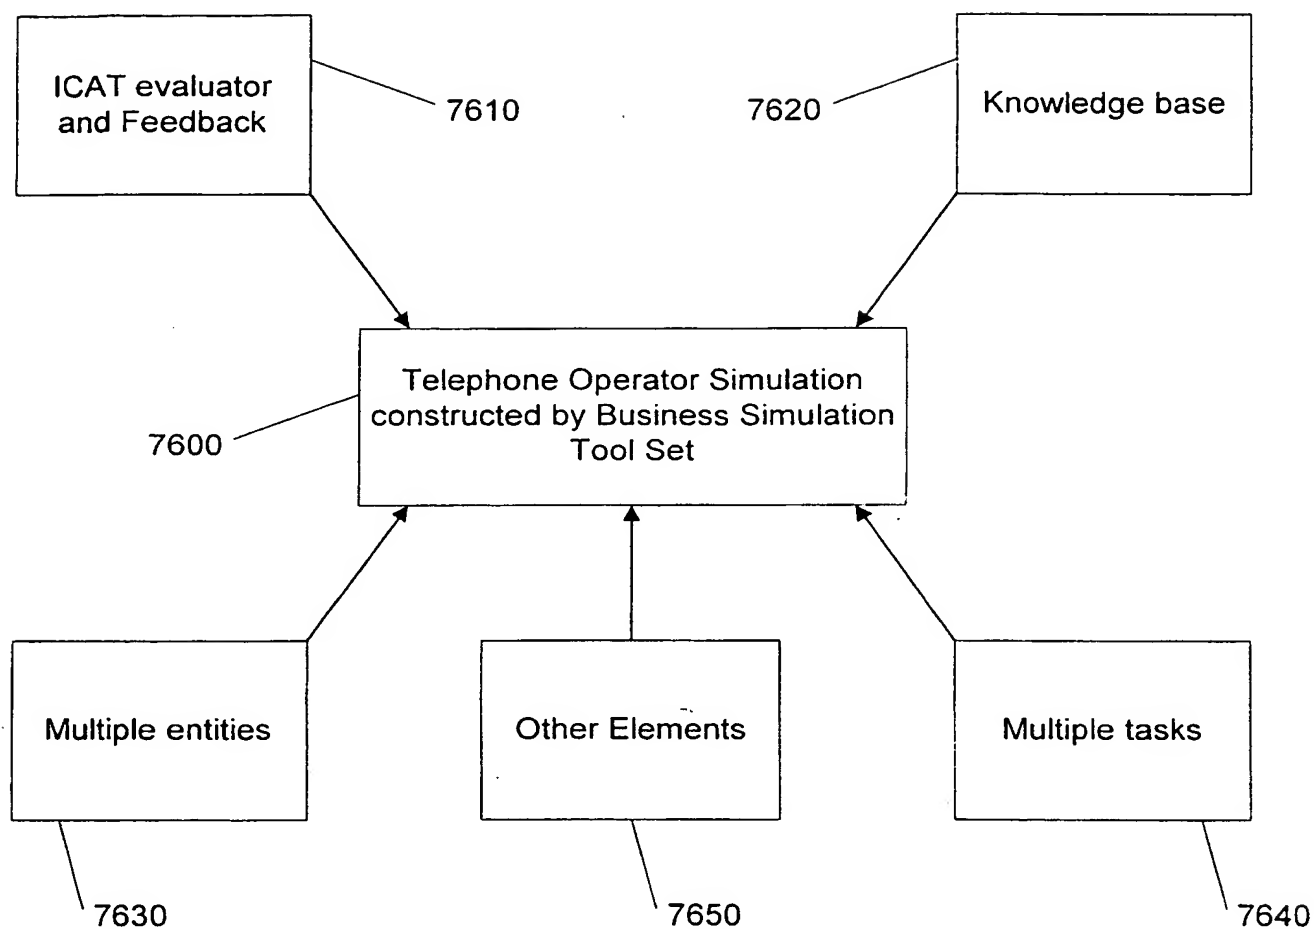 ICAT evaluator
and Feedback
7610
7620
Knowledge base
Telephone Operator Simulation
constructed by Business Simulation
Tool Set
7600
Multiple entities
Other Elements
Multiple tasks
7630
7650
7640